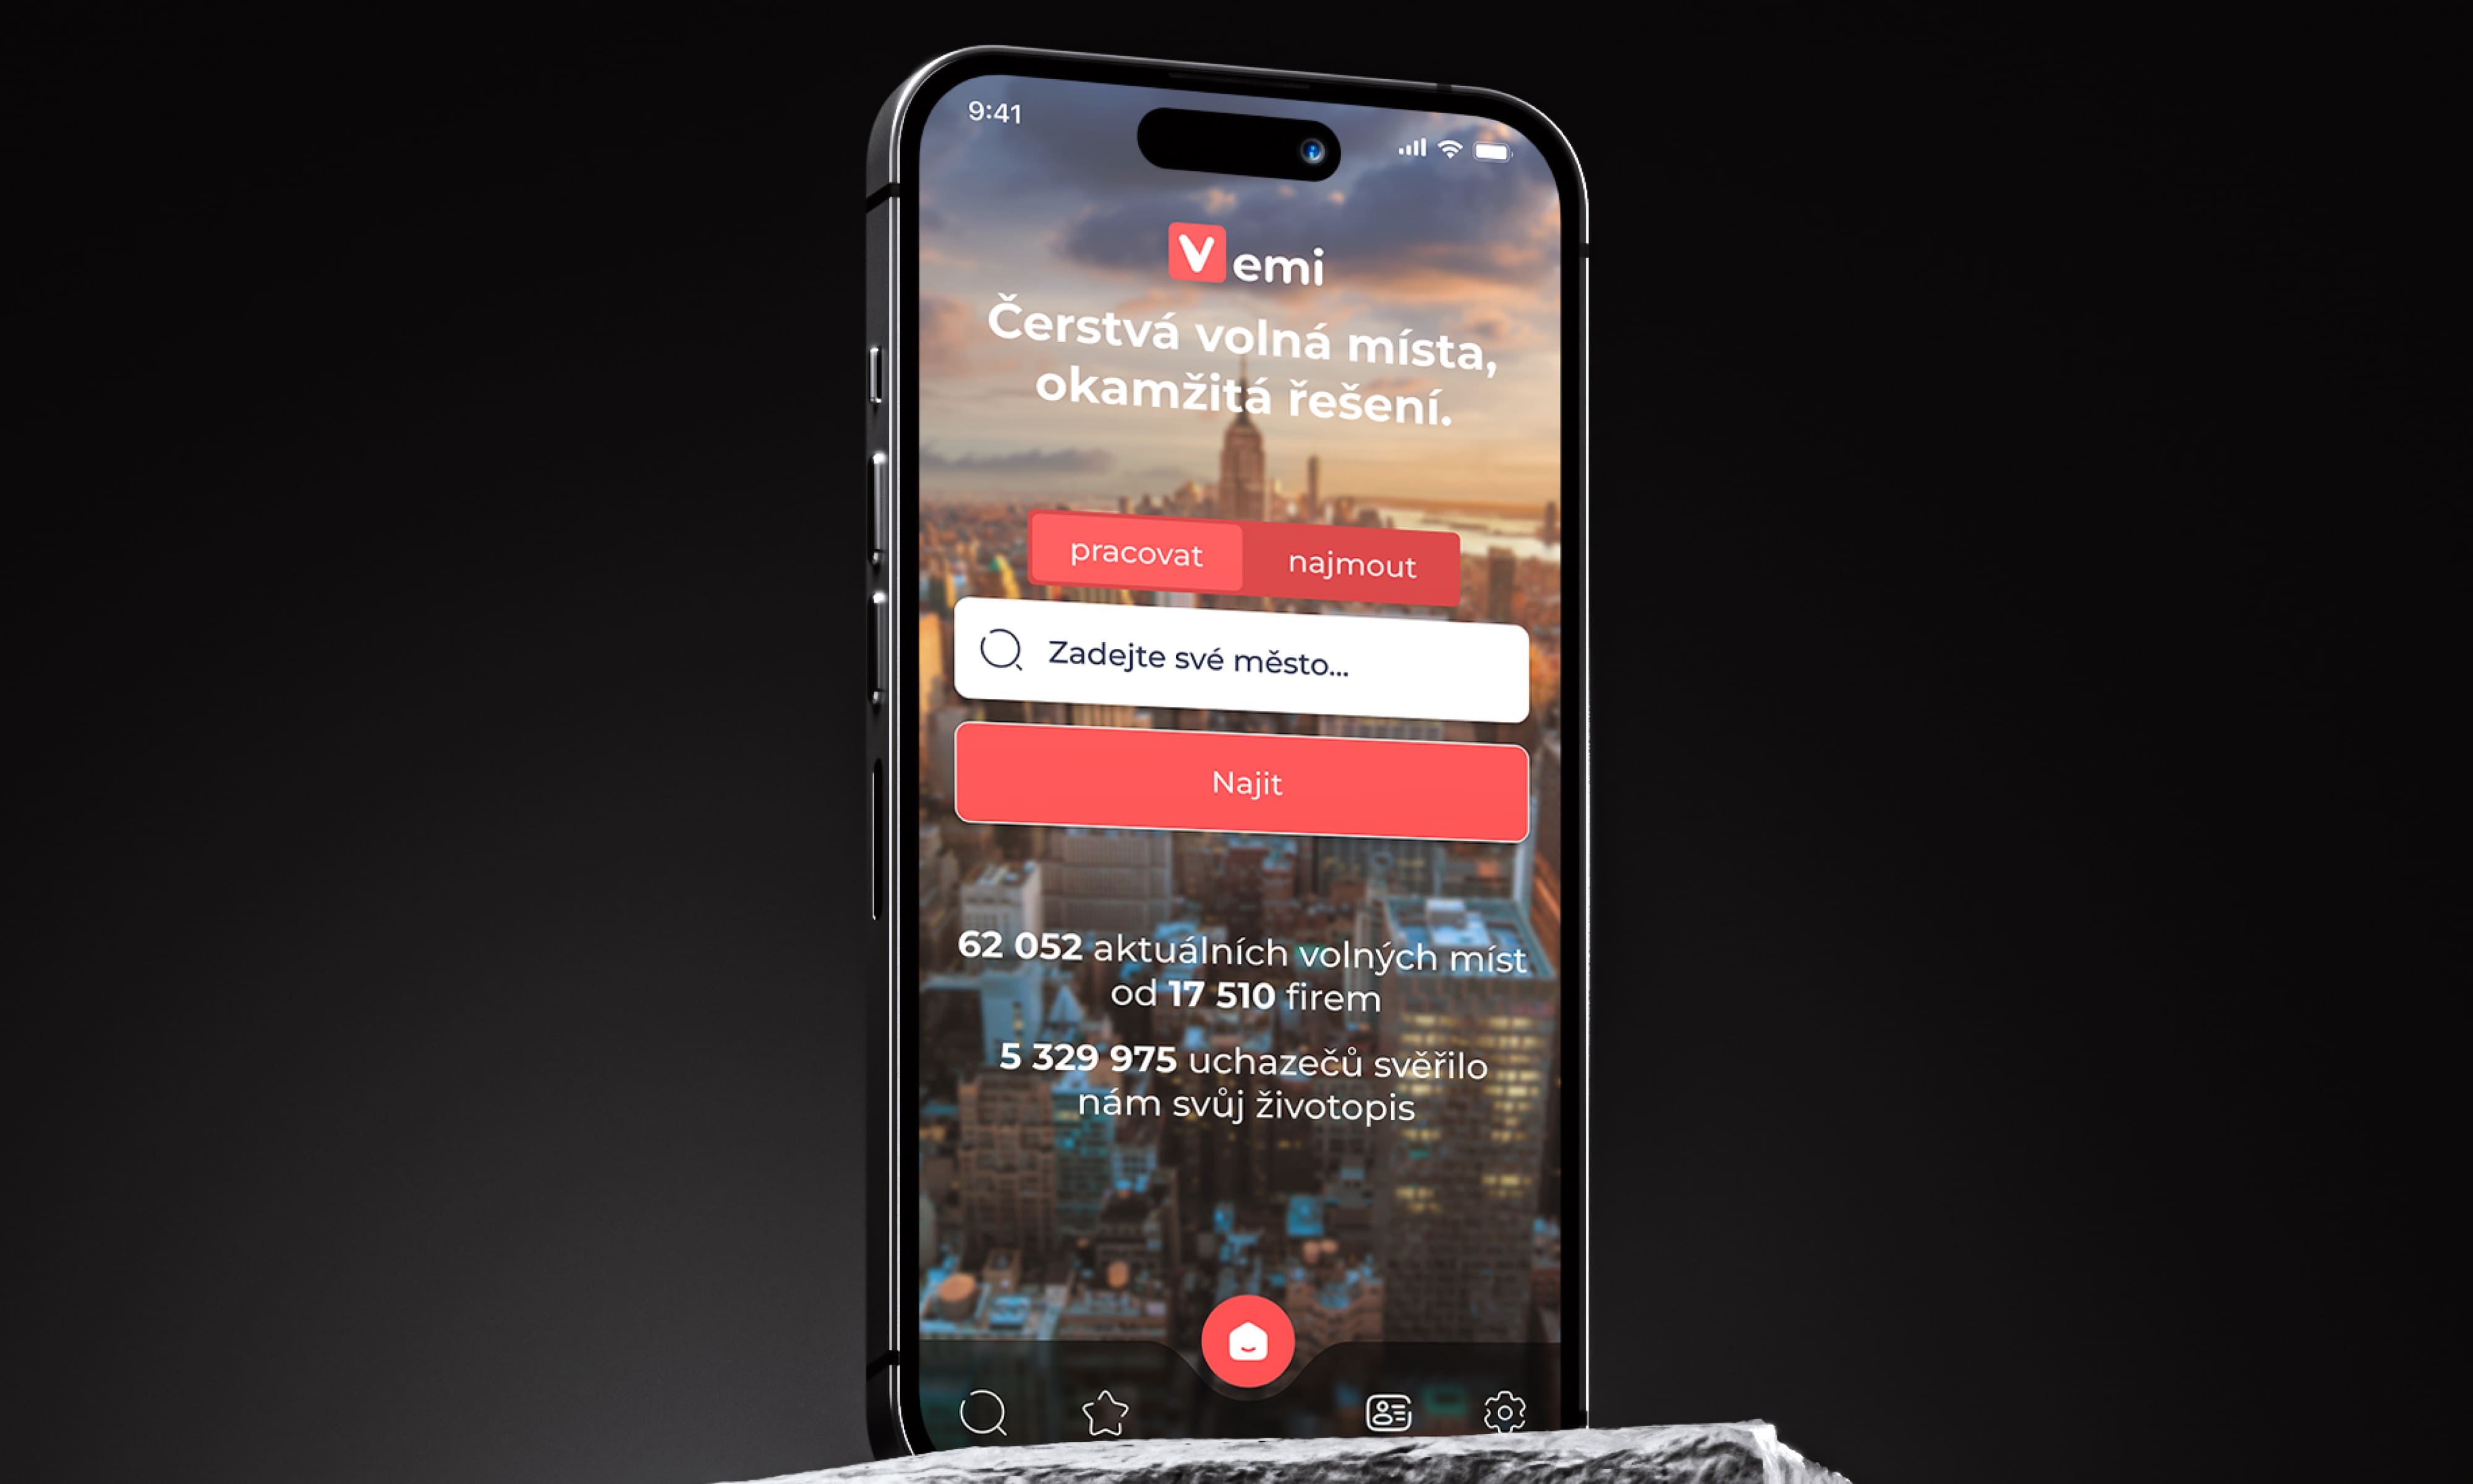 9:41
Vemi
Čerstvá volná místa,
okamžitá řešení.
pracovat najmout
Zadejte své město...
Najit
62 052 aktuálních volných míst
od 17 510 firem
5 329 975 uchazečů svěřilo
nám svůj životopis